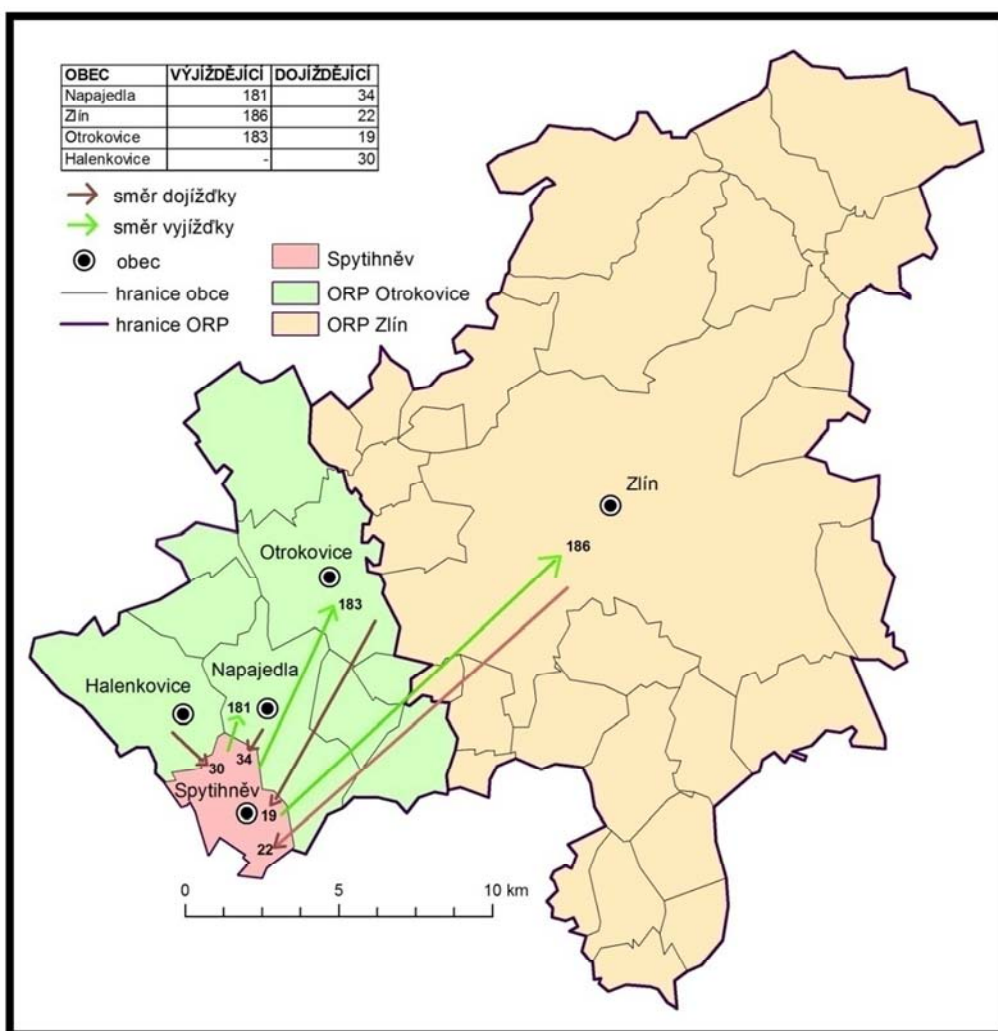 OBEC VÝJÍŽDĚJÍCÍ DOJÍŽDĚJÍCÍ
Napajedla 181 34
Zlín 186 22
Otrokovice 183 19
Halenkovice - 30
směr dojížďky
směr vyjížďky
obec
hranice obce
hranice ORP
Spytihněv
ORP Otrokovice
ORP Zlín
Zlín
186
Otrokovice
183
Napajedla
Halenkovice
181
34
30
Spytihněv
19
22
0 5 10 km